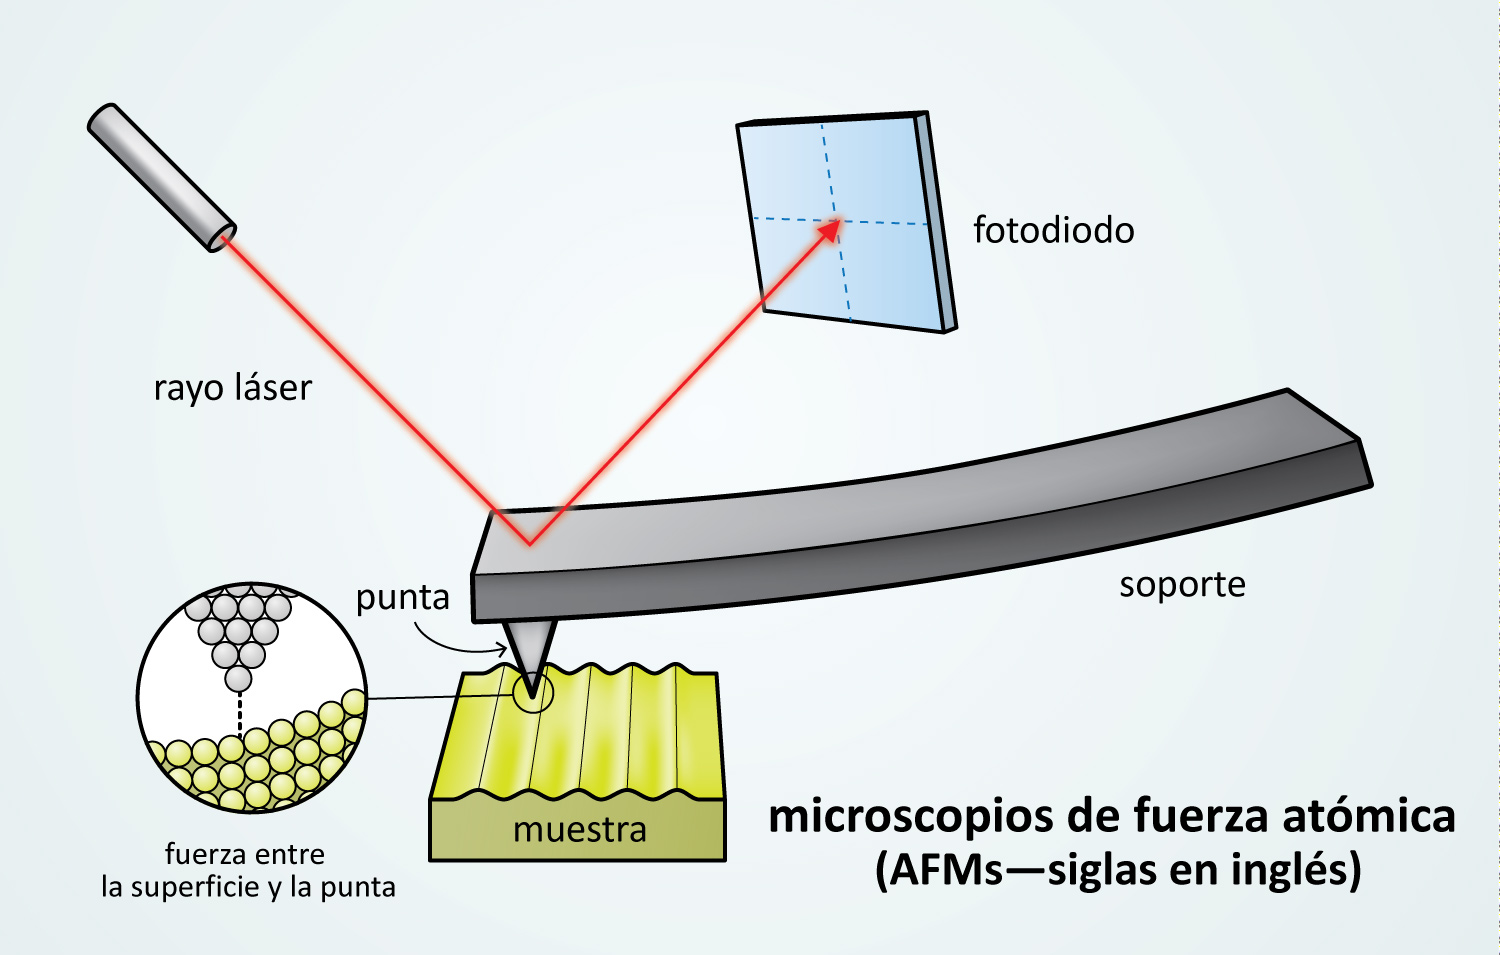 fotodiodo
rayo láser
soporte
punta
muestra
fuerza entre
la superficie y la punta
microscopios de fuerza atómica
(AFMs—siglas en inglés)